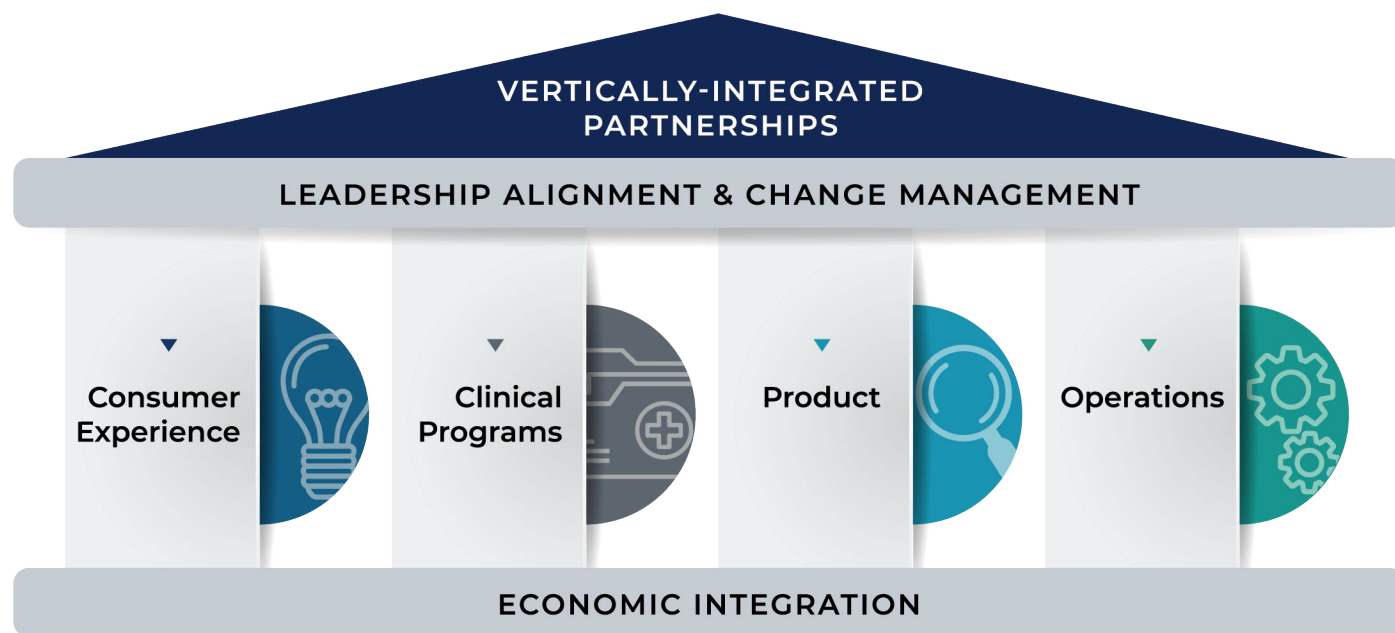 VERTICALLY-INTEGRATED
PARTNERSHIPS
LEADERSHIP ALIGNMENT & CHANGE MANAGEMENT
Consumer
Experience
Clinical
Programs
Product
Operations
ECONOMIC INTEGRATION